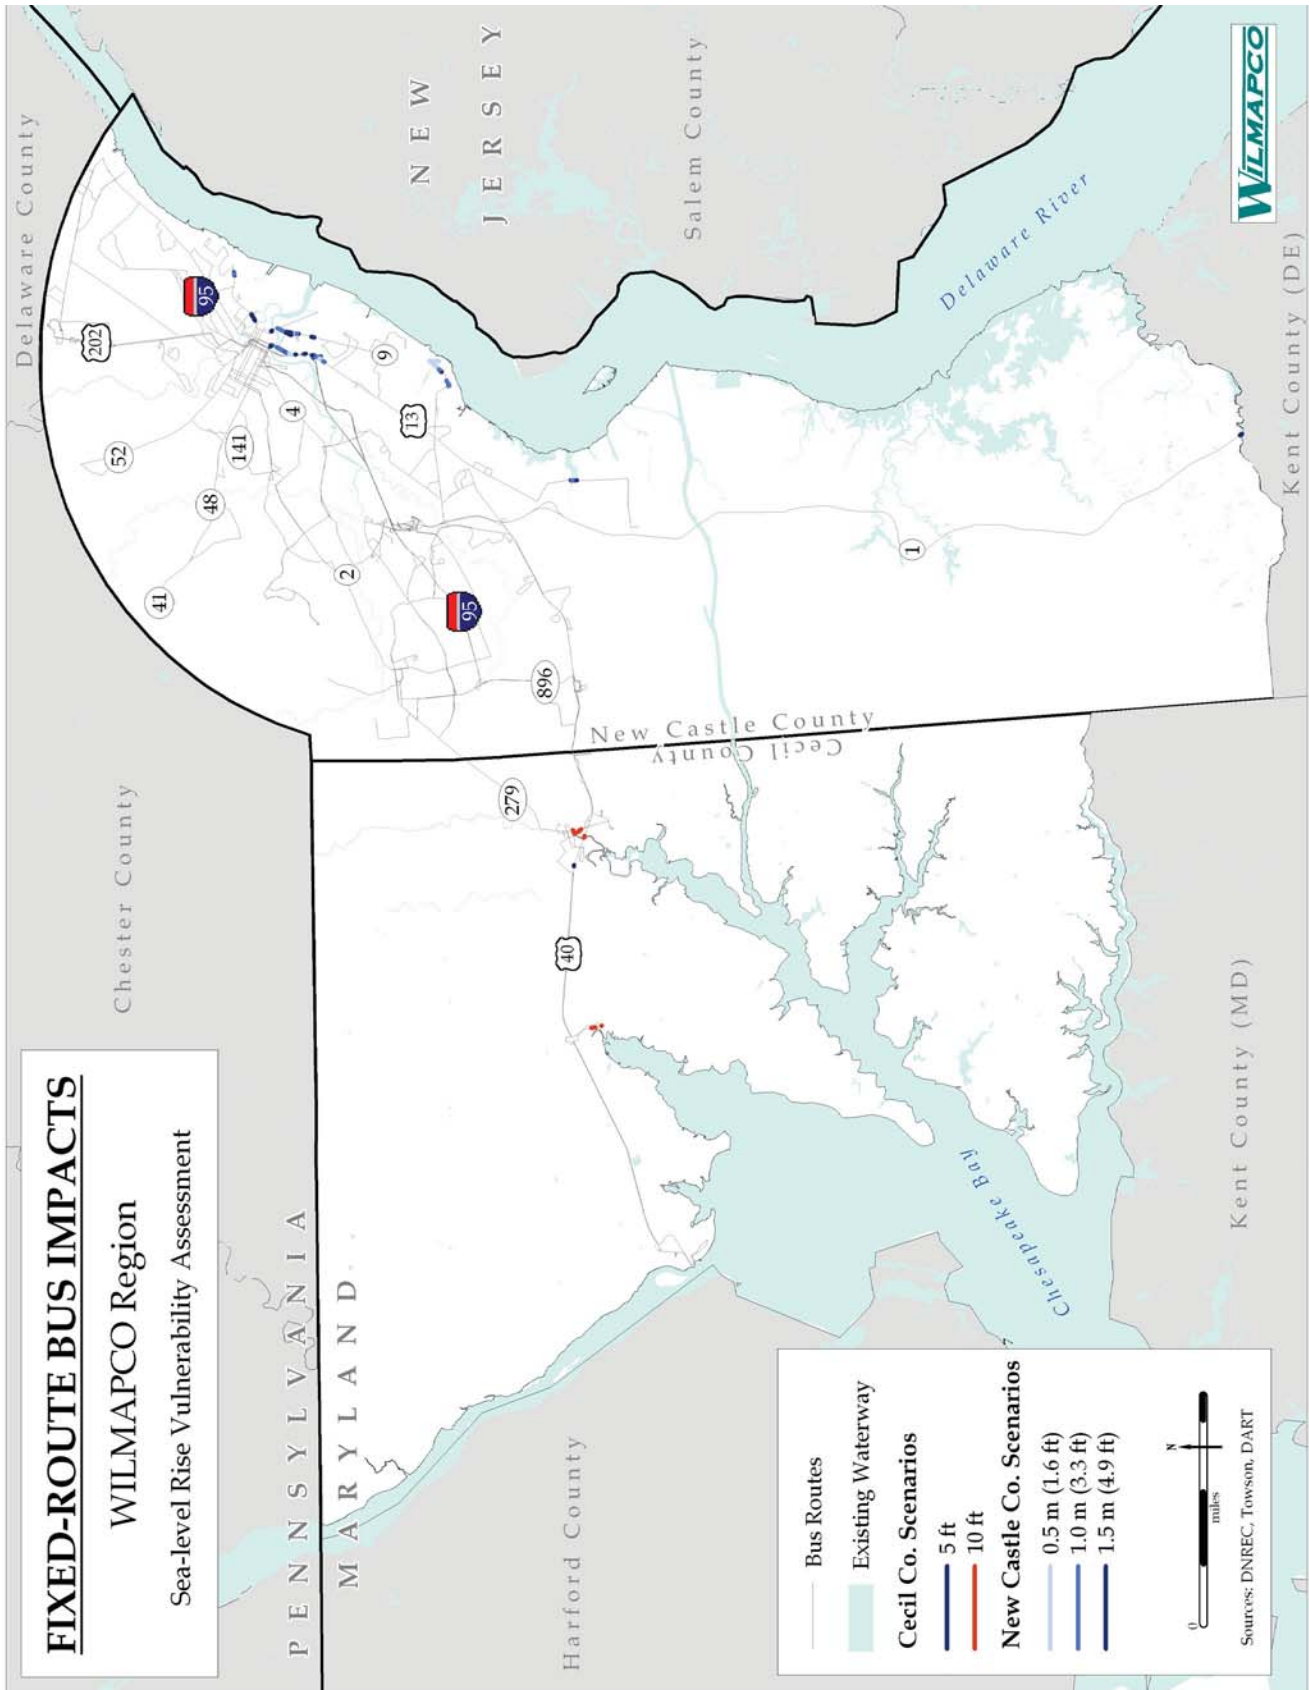 FIXED-ROUTE BUS IMPACTS
WILMAPCO Region
Sea-level Rise Vulnerability Assessment
Chester County
Delaware County
PENNSYLVANIA
MARYLAND
NEW
JERSEY
Salem County
Harford County
New Castle County
Cecil County
Kent County (MD)
Kent County (DE)
Delaware River
Chesapeake Bay
202
95
52
41
48
141
4
9
13
2
95
896
279
40
1
Bus Routes
Existing Waterway
Cecil Co. Scenarios
5 ft
10 ft
New Castle Co. Scenarios
0.5 m (1.6 ft)
1.0 m (3.3 ft)
1.5 m (4.9 ft)
N
0
miles
Sources: DNREC, Towson, DART
WILMAPCO